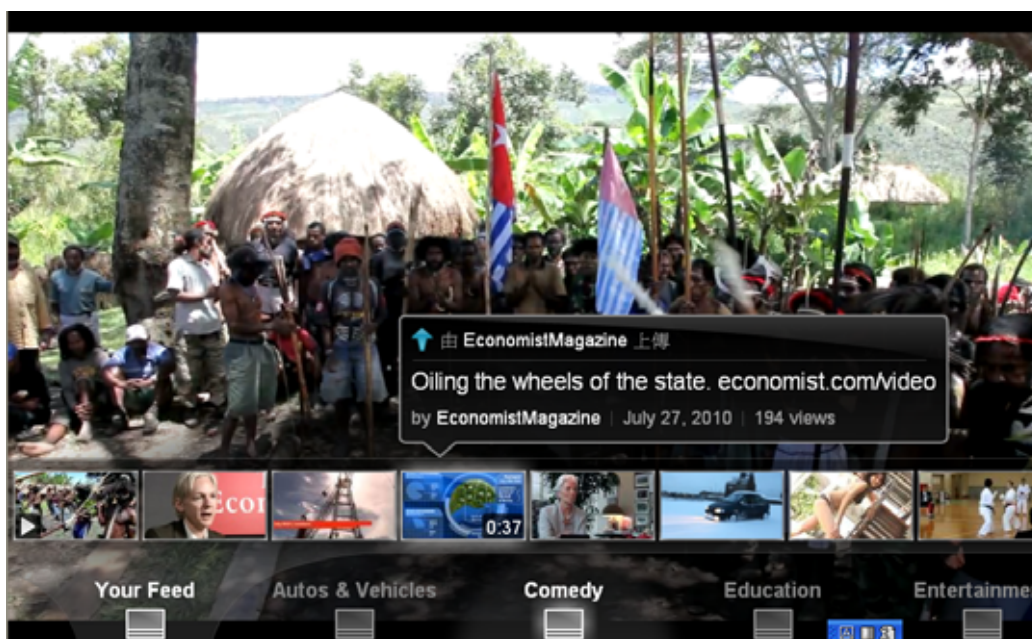 由 EconomistMagazine 上傳
Oiling the wheels of the state. economist.com/video
by EconomistMagazine | July 27, 2010 | 194 views
Econ
0:37
Your Feed Autos & Vehicles Comedy Education Entertainme